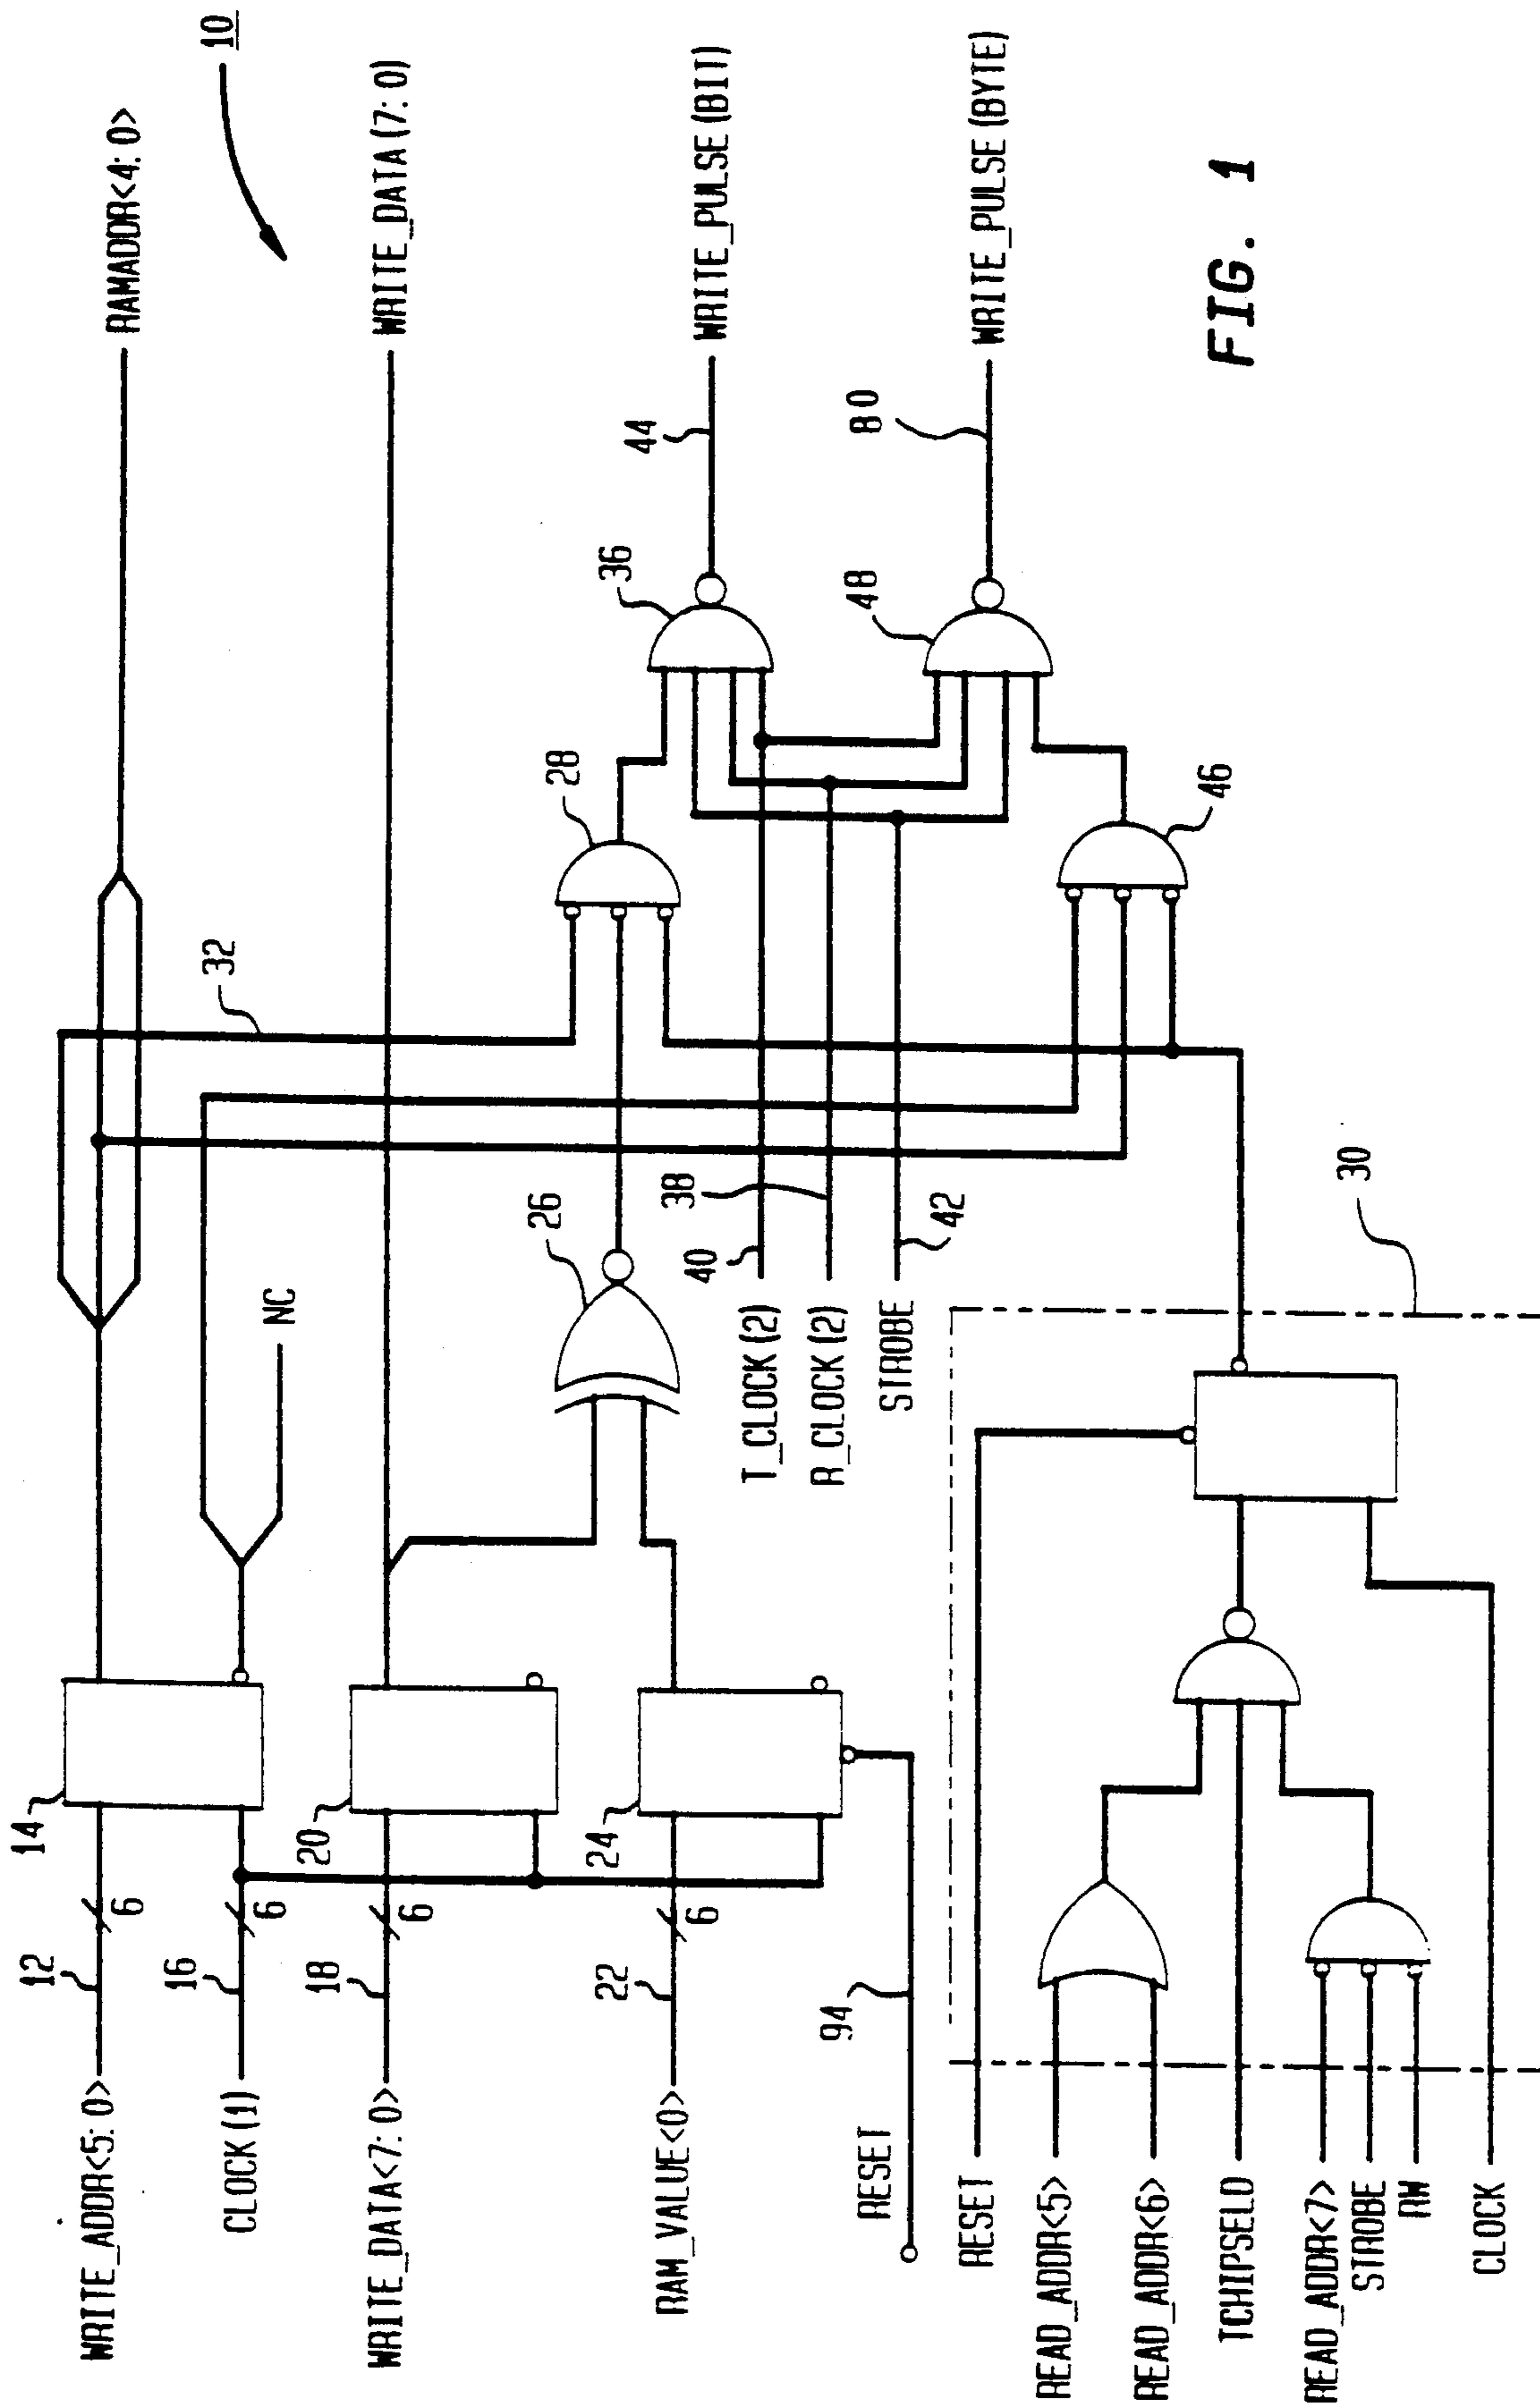 10
RAMADDR<4:0>
WRITE_DATA(7:0)
WRITE_PULSE(BIT)
WRITE_PULSE(BYTE)
FIG. 1
44
80
36
48
28
46
32
26
38
40
42
T_CLOCK(2)
R_CLOCK(2)
STROBE
30
NC
14
20
24
12
6
16
6
18
6
22
6
94
WRITE_ADDR<5:0>
CLOCK(1)
WRITE_DATA<7:0>
RAM_VALUE<0>
RESET
RESET
READ_ADDR<5>
READ_ADDR<6>
TCHIPSELD
READ_ADDR<7>
STROBE
RW
CLOCK